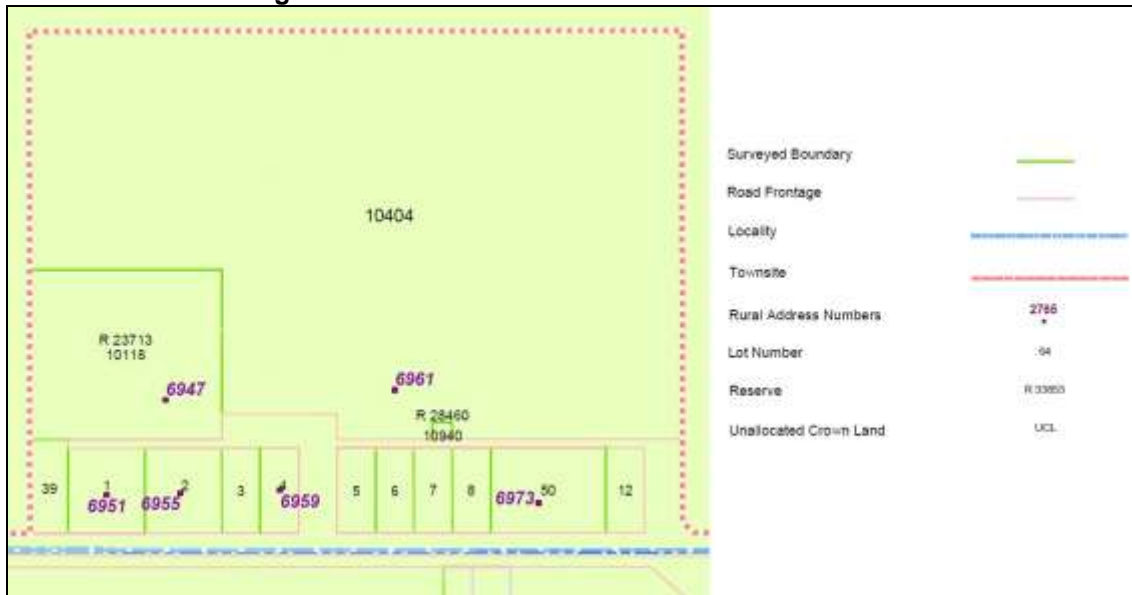 10404
R 23713
10118
6947
6961
R 28460
10940
39 1 2 3 4 5 6 7 8 50 12
6951 6955 6959 6973
Surveyed Boundary
Road Frontage
Locality
Townsite
Rural Address Numbers 2765
Lot Number 64
Reserve
Unallocated Crown Land UCL